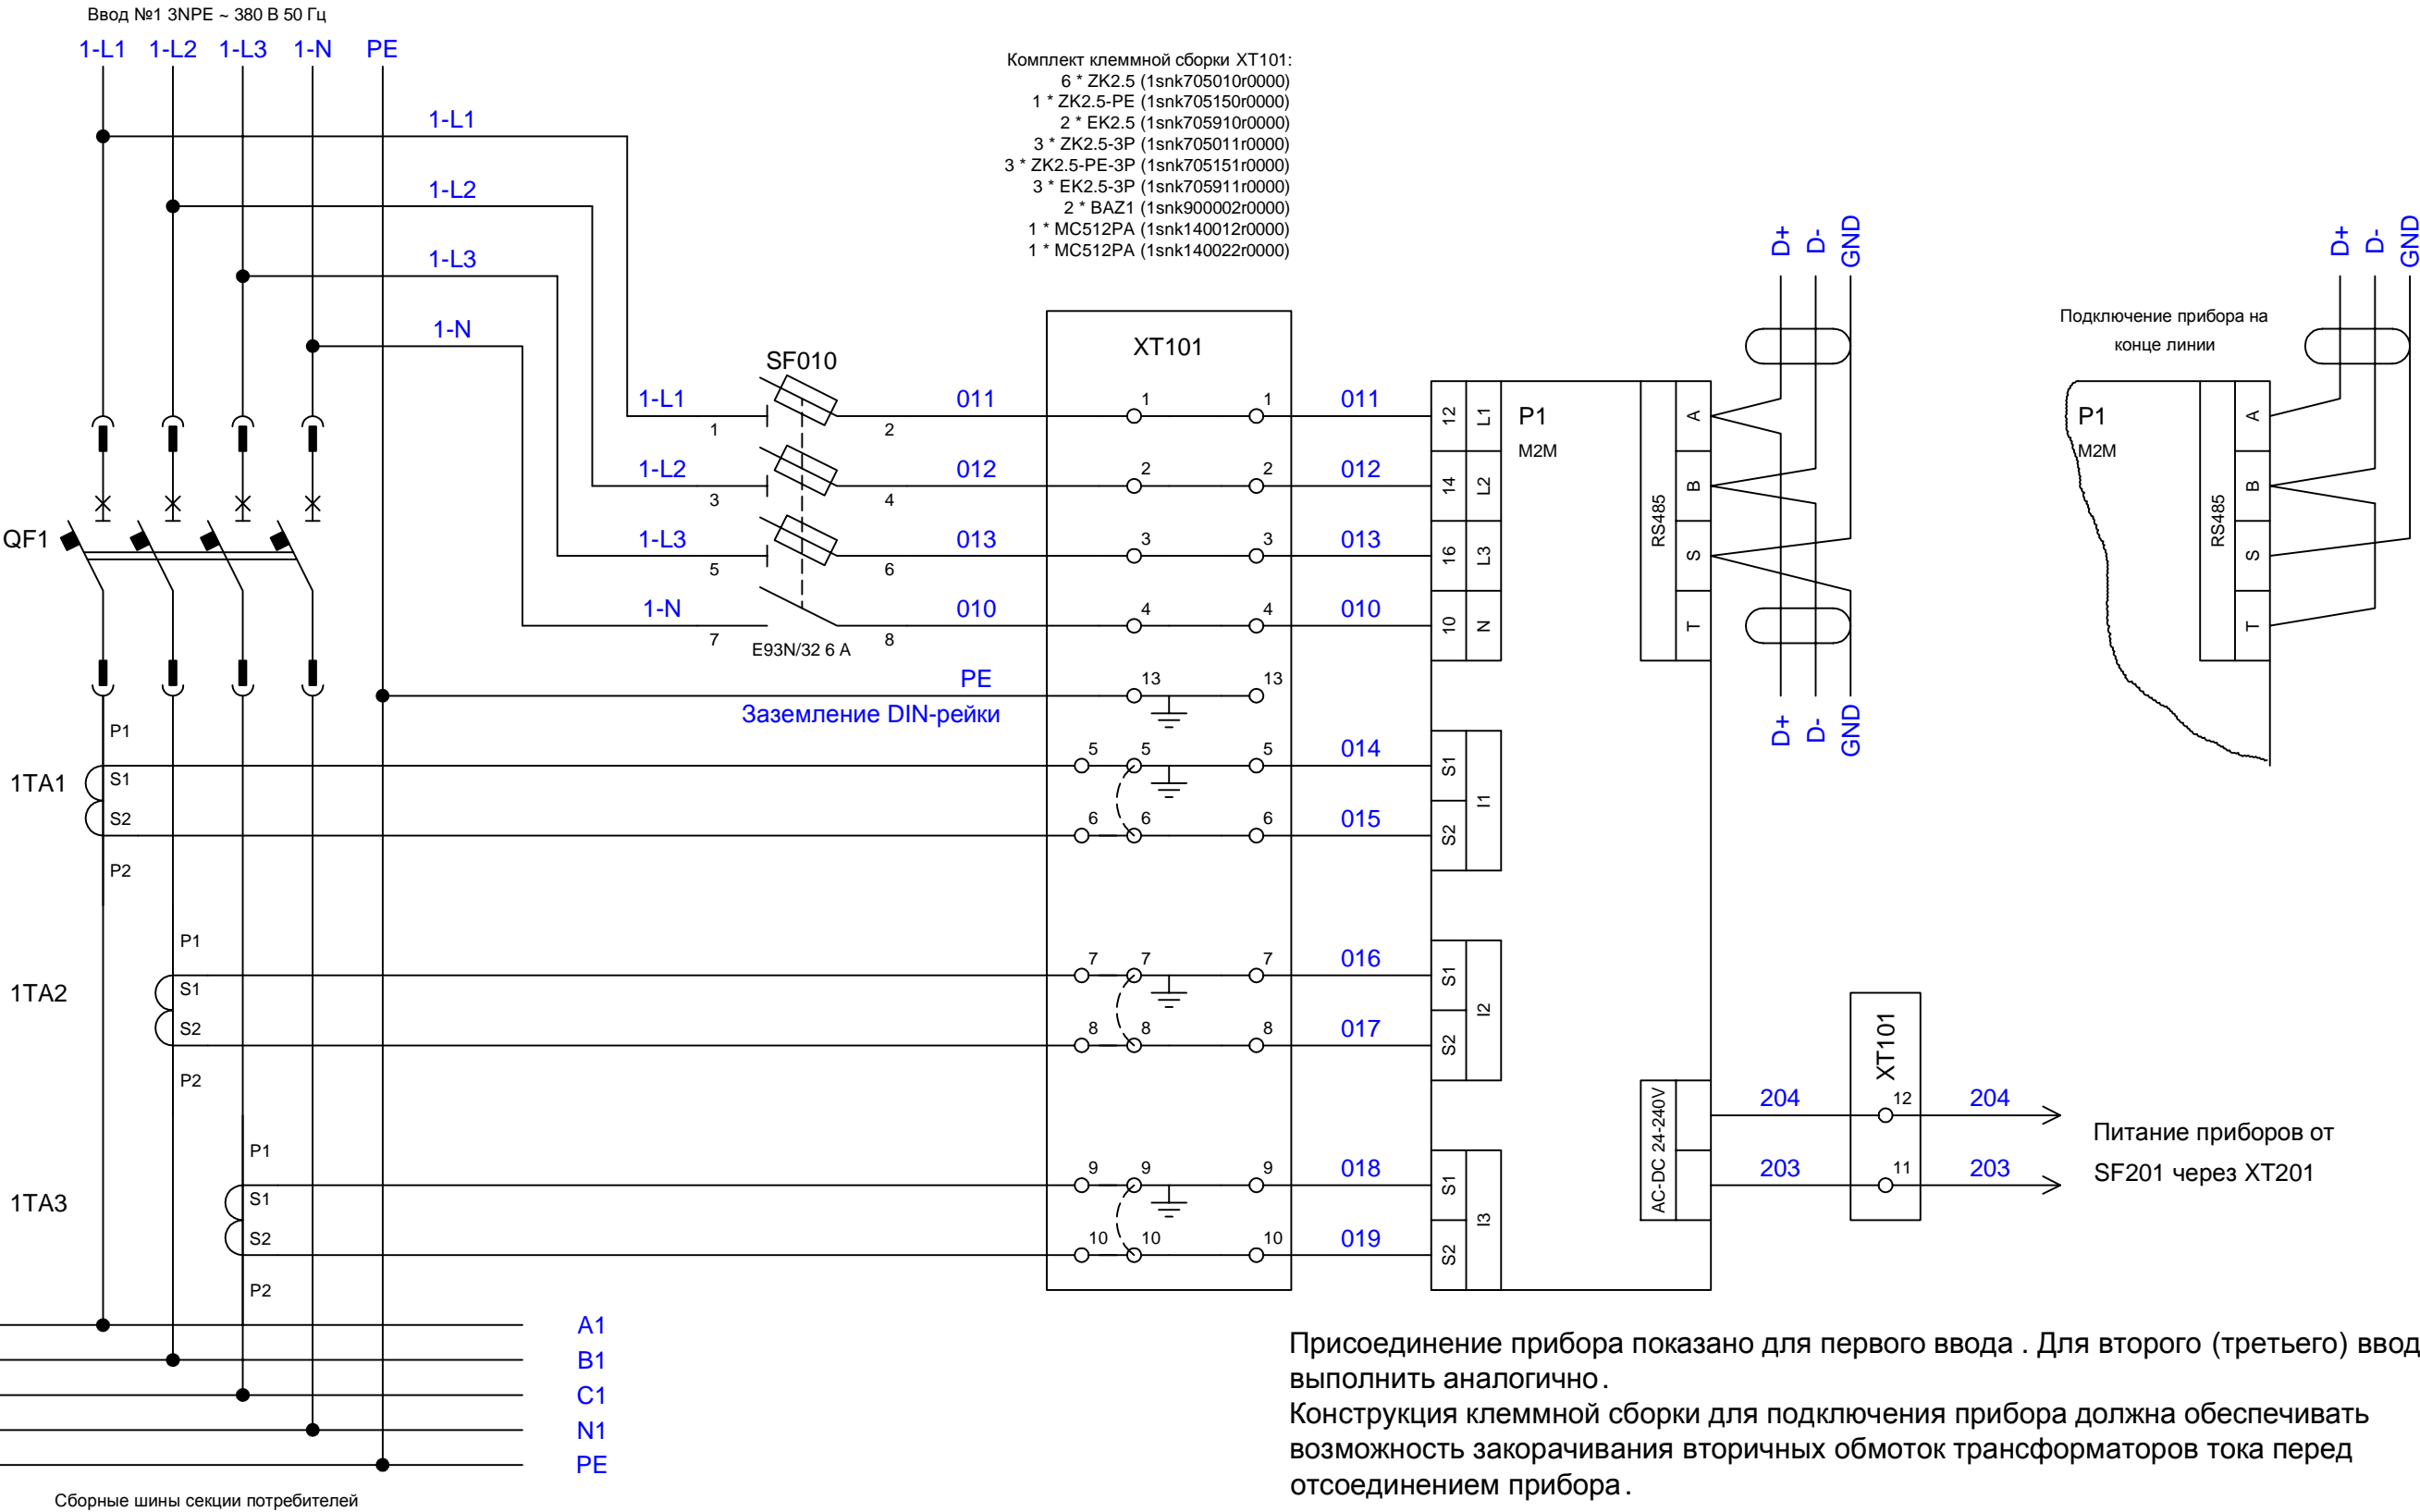 Ввод №1 3NPE ~ 380 В 50 Гц
1-L1 1-L2 1-L3 1-N PE
Комплект клеммной сборки XT101:
6 * ZK2.5 (1snk705010r0000)
1 * ZK2.5-PE (1snk705150r0000)
2 * EK2.5 (1snk705910r0000)
3 * ZK2.5-3P (1snk705011r0000)
3 * ZK2.5-PE-3P (1snk705151r0000)
3 * EK2.5-3P (1snk705911r0000)
2 * BAZ1 (1snk900002r0000)
1 * MC512PA (1snk140012r0000)
1 * MC512PA (1snk140022r0000)
1-L1
1-L2
1-L3
1-N
SF010
XT101
D+ D- GND
D+ D- GND
Подключение прибора на
конце линии
1-L1 1 2 011 1 1 011 12 L1
1-L2 3 4 012 2 2 012 14 L2
1-L3 5 6 013 3 3 013 16 L3
1-N 7 8 010 4 4 010 10 N
E93N/32 6 A
P1
M2M
RS485
A
B
S
T
P1
M2M
RS485
A
B
S
T
QF1
PE 13 13
Заземление DIN-рейки
D+ D- GND
P1
1TA1
S1 5 5 5 014 S1
S2 6 6 6 015 S2
I1
P2
P1
1TA2
S1 7 7 7 016 S1
S2 8 8 8 017 S2
I2
P2
P1
1TA3
S1 9 9 9 018 S1
S2 10 10 10 019 S2
I3
P2
AC-DC 24-240V
XT101
204 12 204
203 11 203
Питание приборов от
SF201 через XT201
A1
B1
C1
N1
PE
Сборные шины секции потребителей
Присоединение прибора показано для первого ввода . Для второго (третьего) ввод
выполнить аналогично.
Конструкция клеммной сборки для подключения прибора должна обеспечивать
возможность закорачивания вторичных обмоток трансформаторов тока перед
отсоединением прибора.